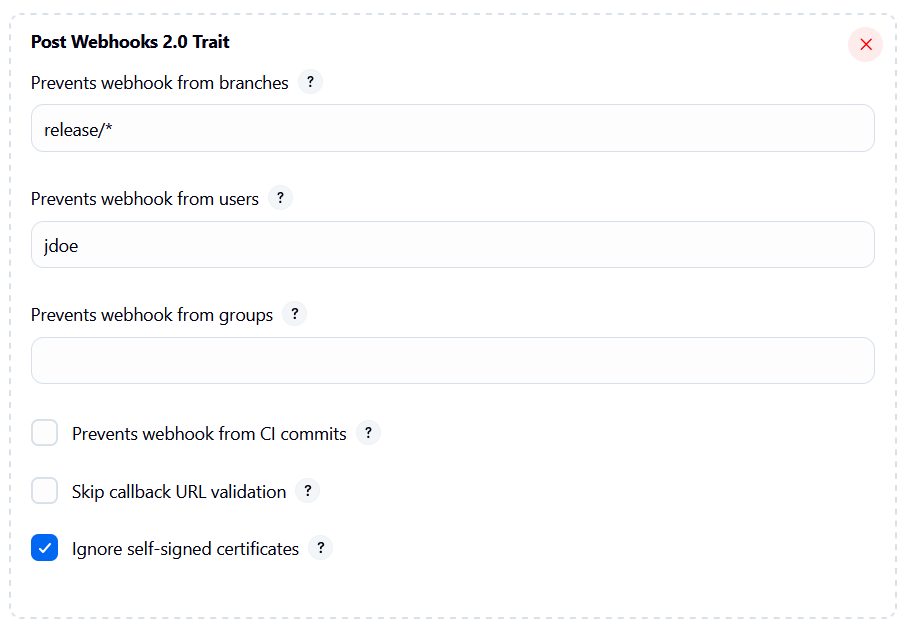 Post Webhooks 2.0 Trait
Prevents webhook from branches ?
release/*
Prevents webhook from users ?
jdoe
Prevents webhook from groups ?
Prevents webhook from CI commits ?
Skip callback URL validation ?
Ignore self-signed certificates ?